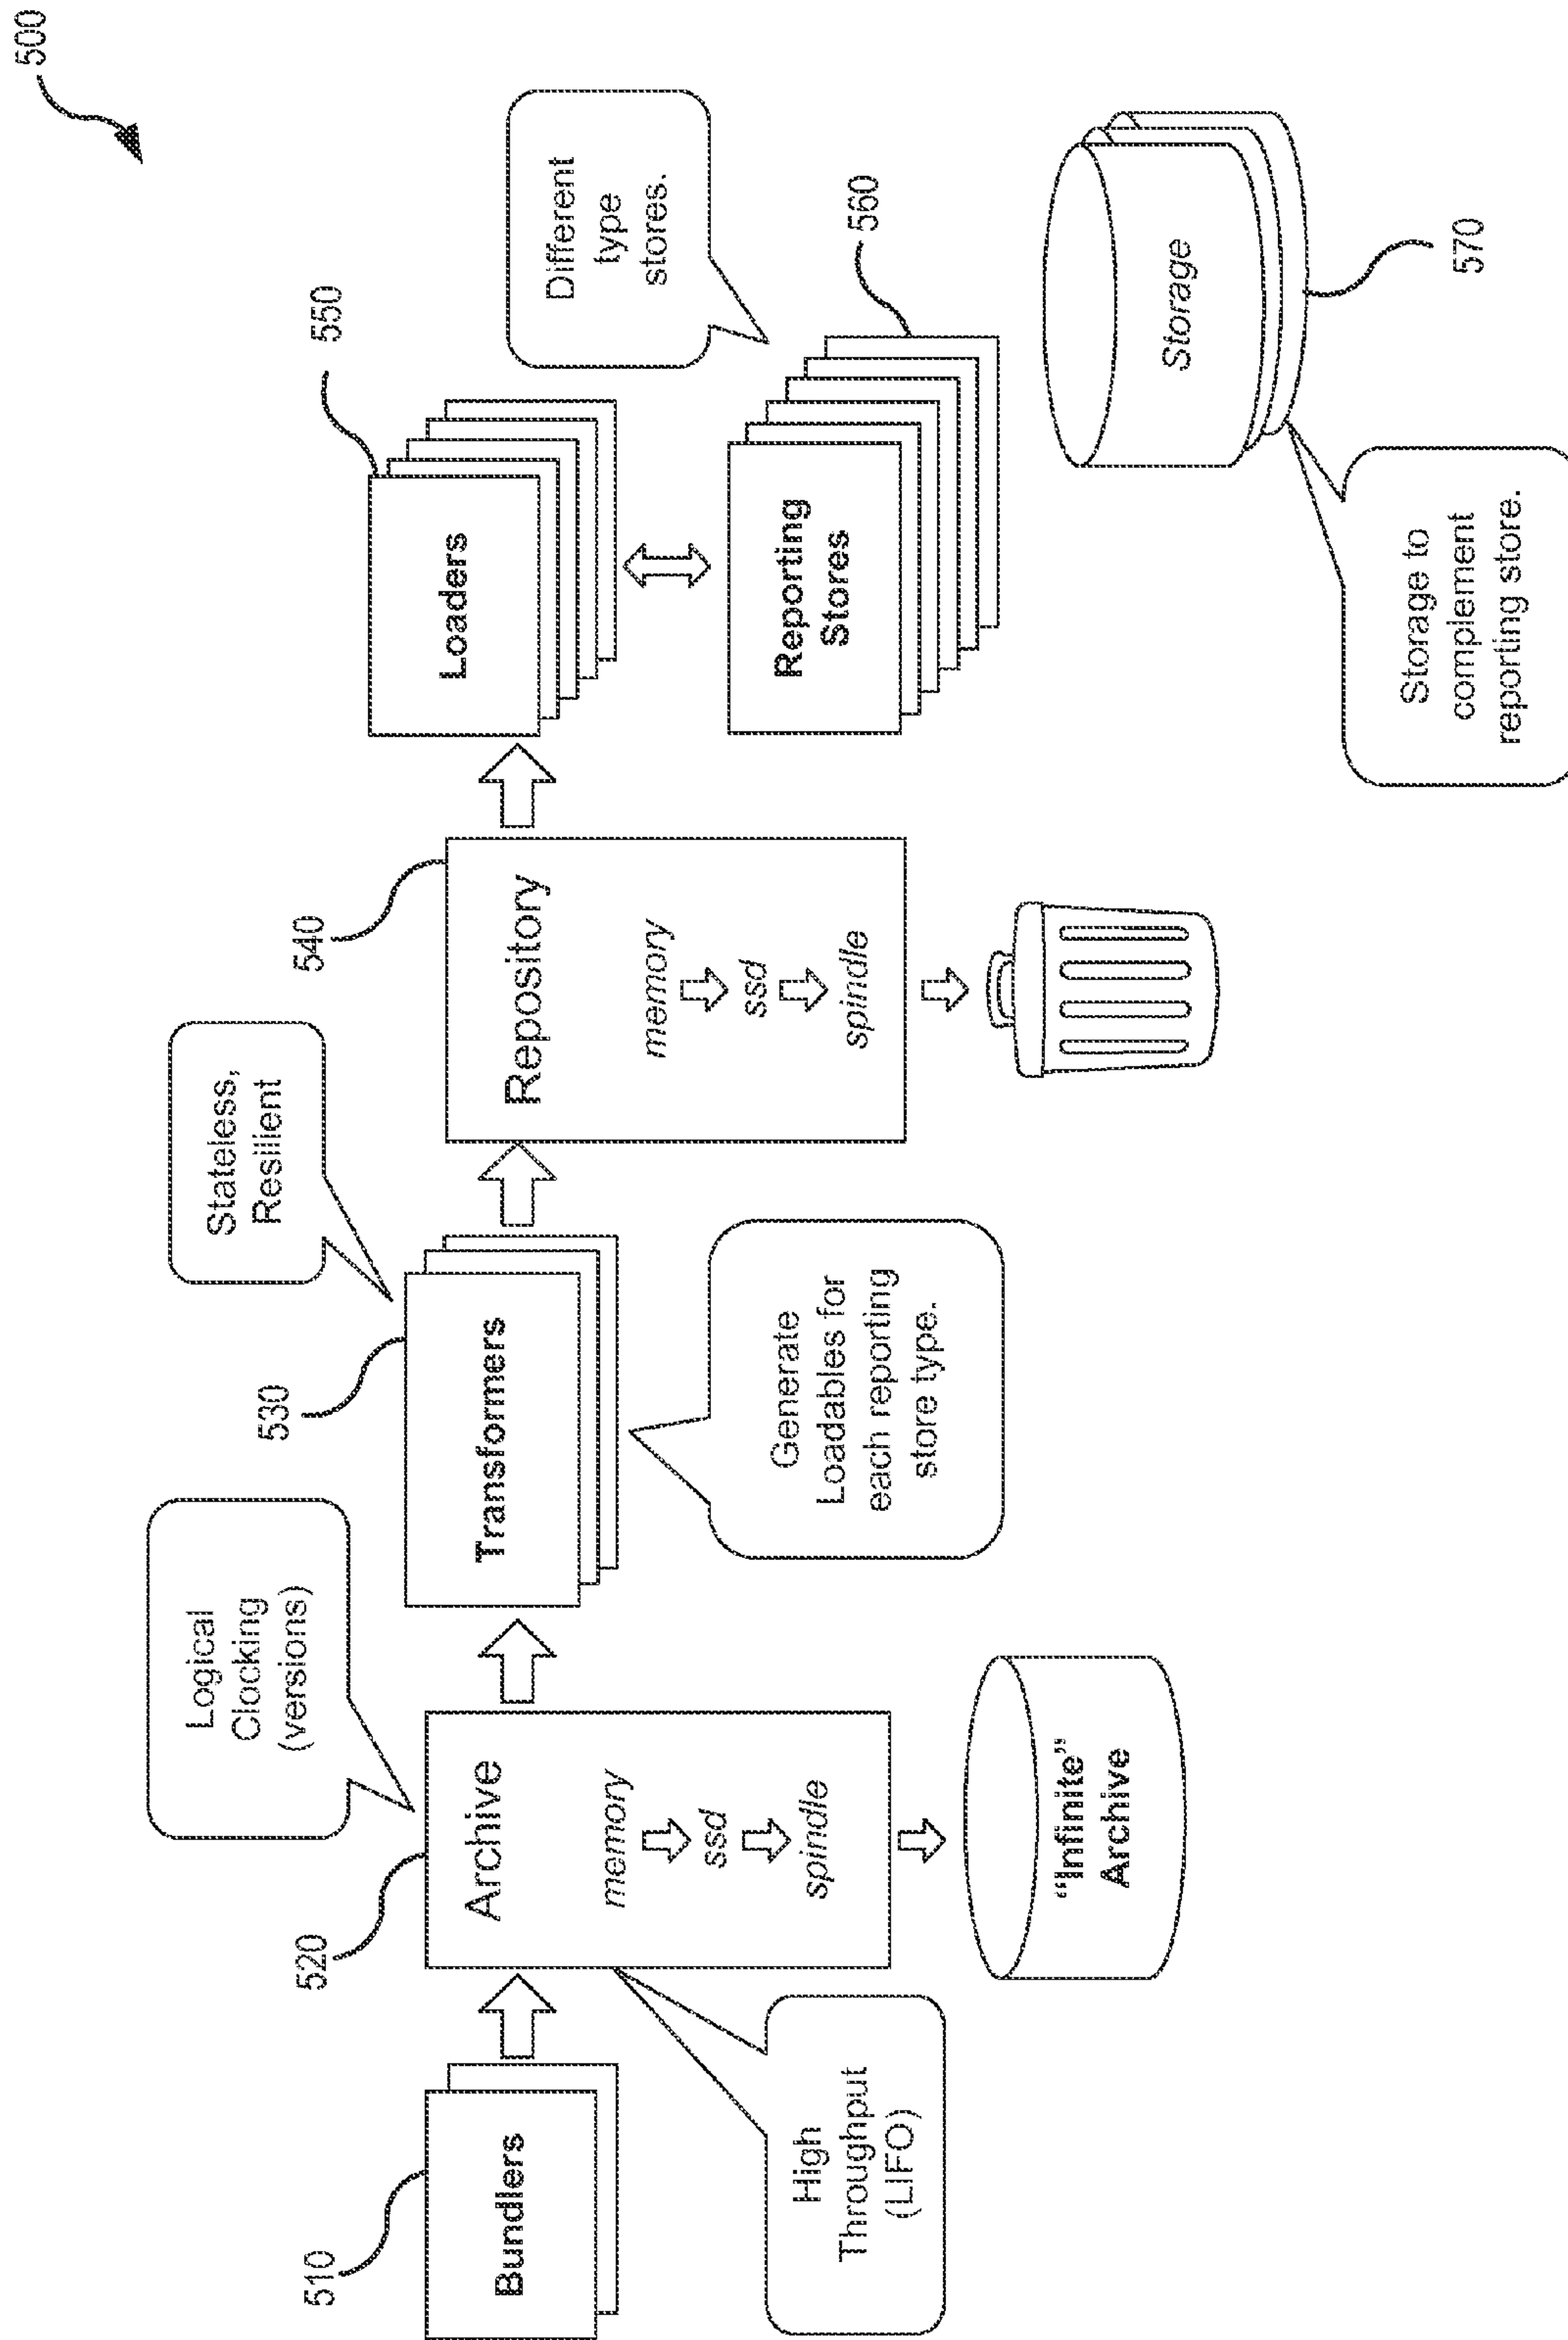 500
Logical
Clocking
(versions)
Stateless,
Resilient
510
Bundlers
520
Archive
memory
ssd
spindle
High
Throughput
(LIFO)
"Infinite"
Archive
530
Transformers
Generate
Loadables for
each reporting
store type.
540
Repository
memory
ssd
spindle
550
Loaders
Different
type
stores.
560
Reporting
Stores
Storage
570
Storage to
complement
reporting store.